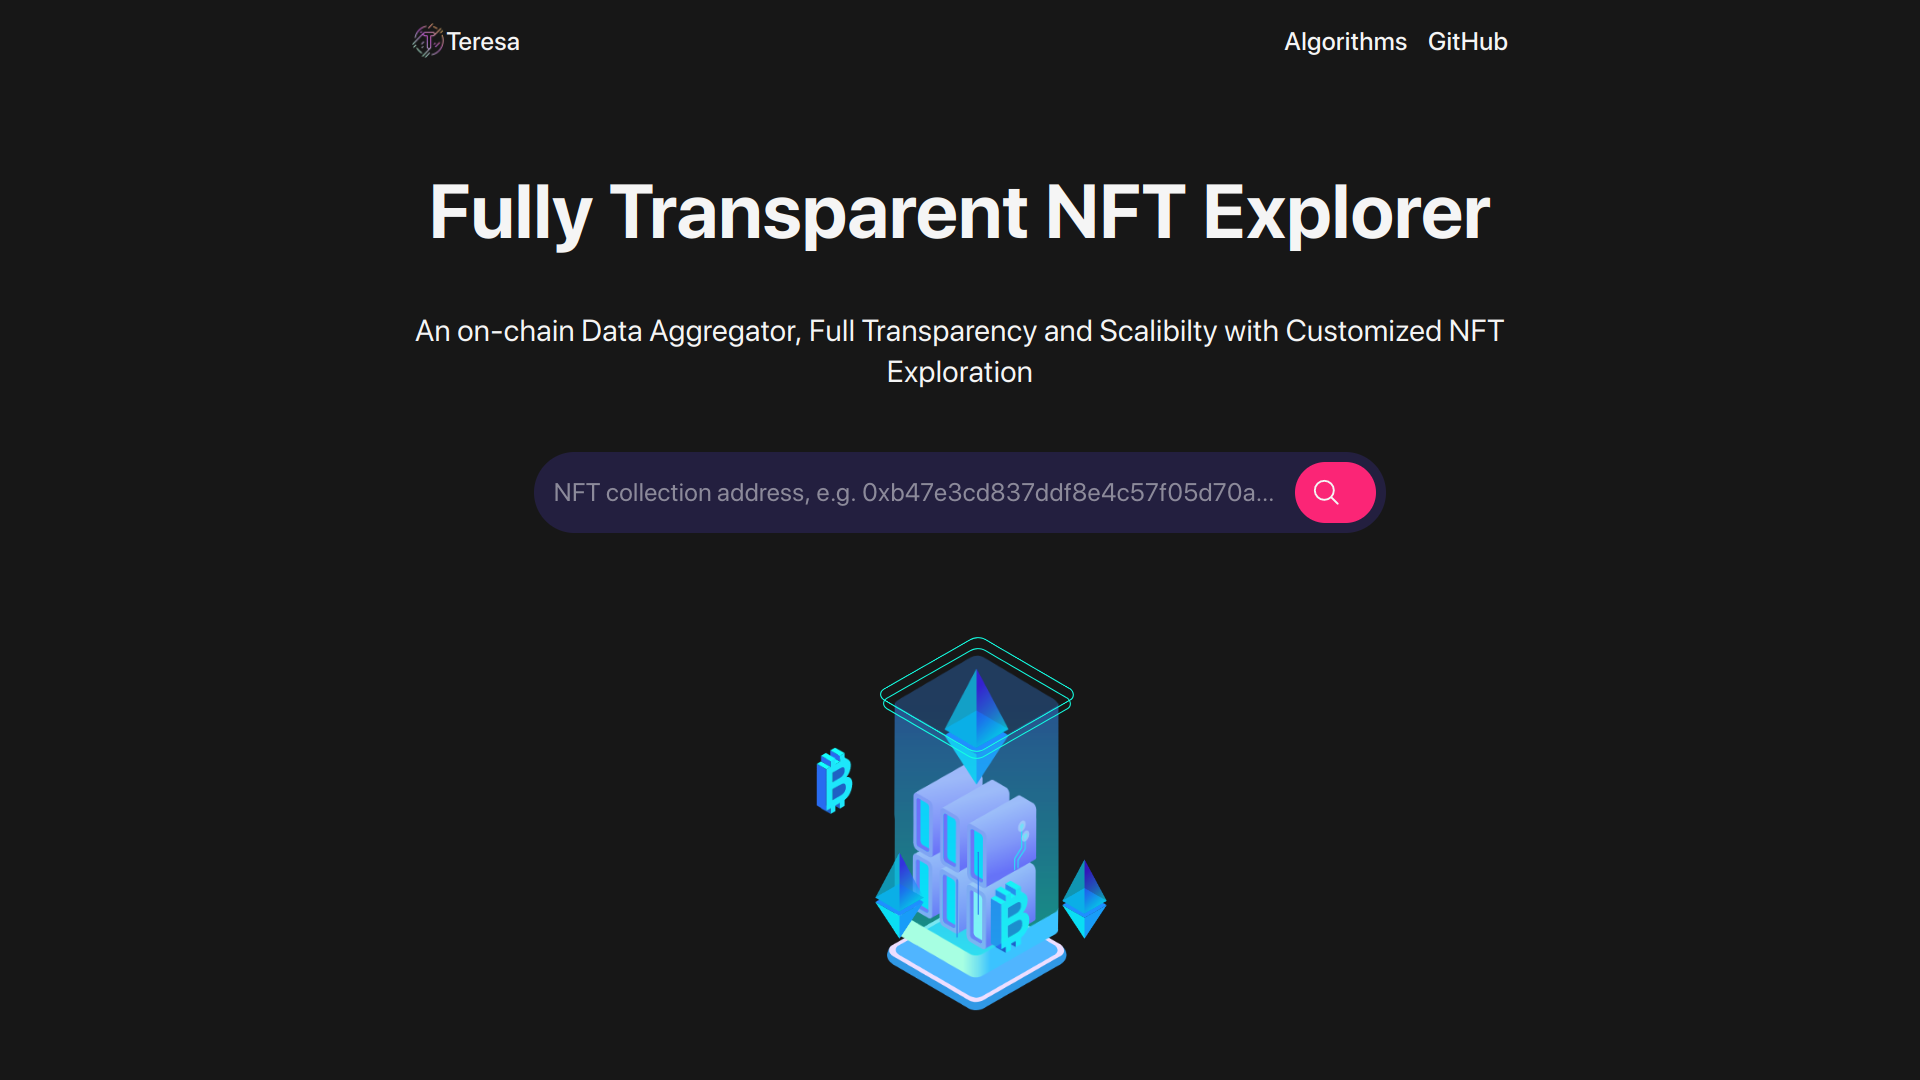 Teresa
Algorithms GitHub
Fully Transparent NFT Explorer
An on-chain Data Aggregator, Full Transparency and Scalibilty with Customized NFT
Exploration
NFT collection address, e.g. 0xb47e3cd837ddf8e4c57f05d70a...